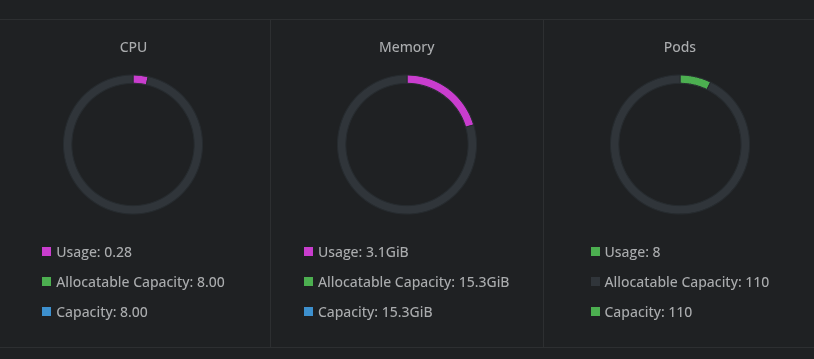 CPU
Usage: 0.28
Allocatable Capacity: 8.00
Capacity: 8.00
Memory
Usage: 3.1GiB
Allocatable Capacity: 15.3GiB
Capacity: 15.3GiB
Pods
Usage: 8
Allocatable Capacity: 110
Capacity: 110